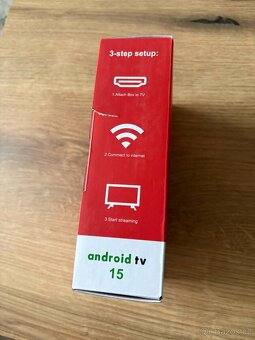 3-step setup:
1.Attach Box to TV
2.Connect to internet
3.Start streaming
android tv
15